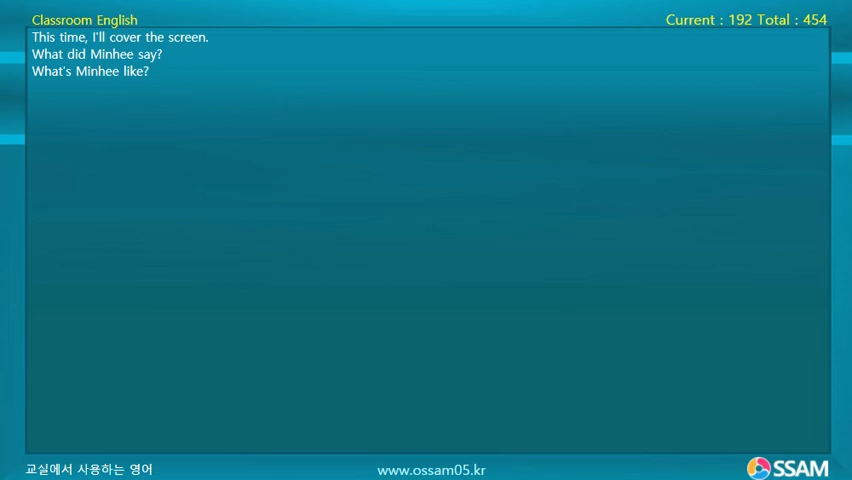 Classroom English
Current : 192 Total : 454
This time, I'll cover the screen.
What did Minhee say?
What's Minhee like?
교실에서 사용하는 영어
www.ossam05.kr
SSAM